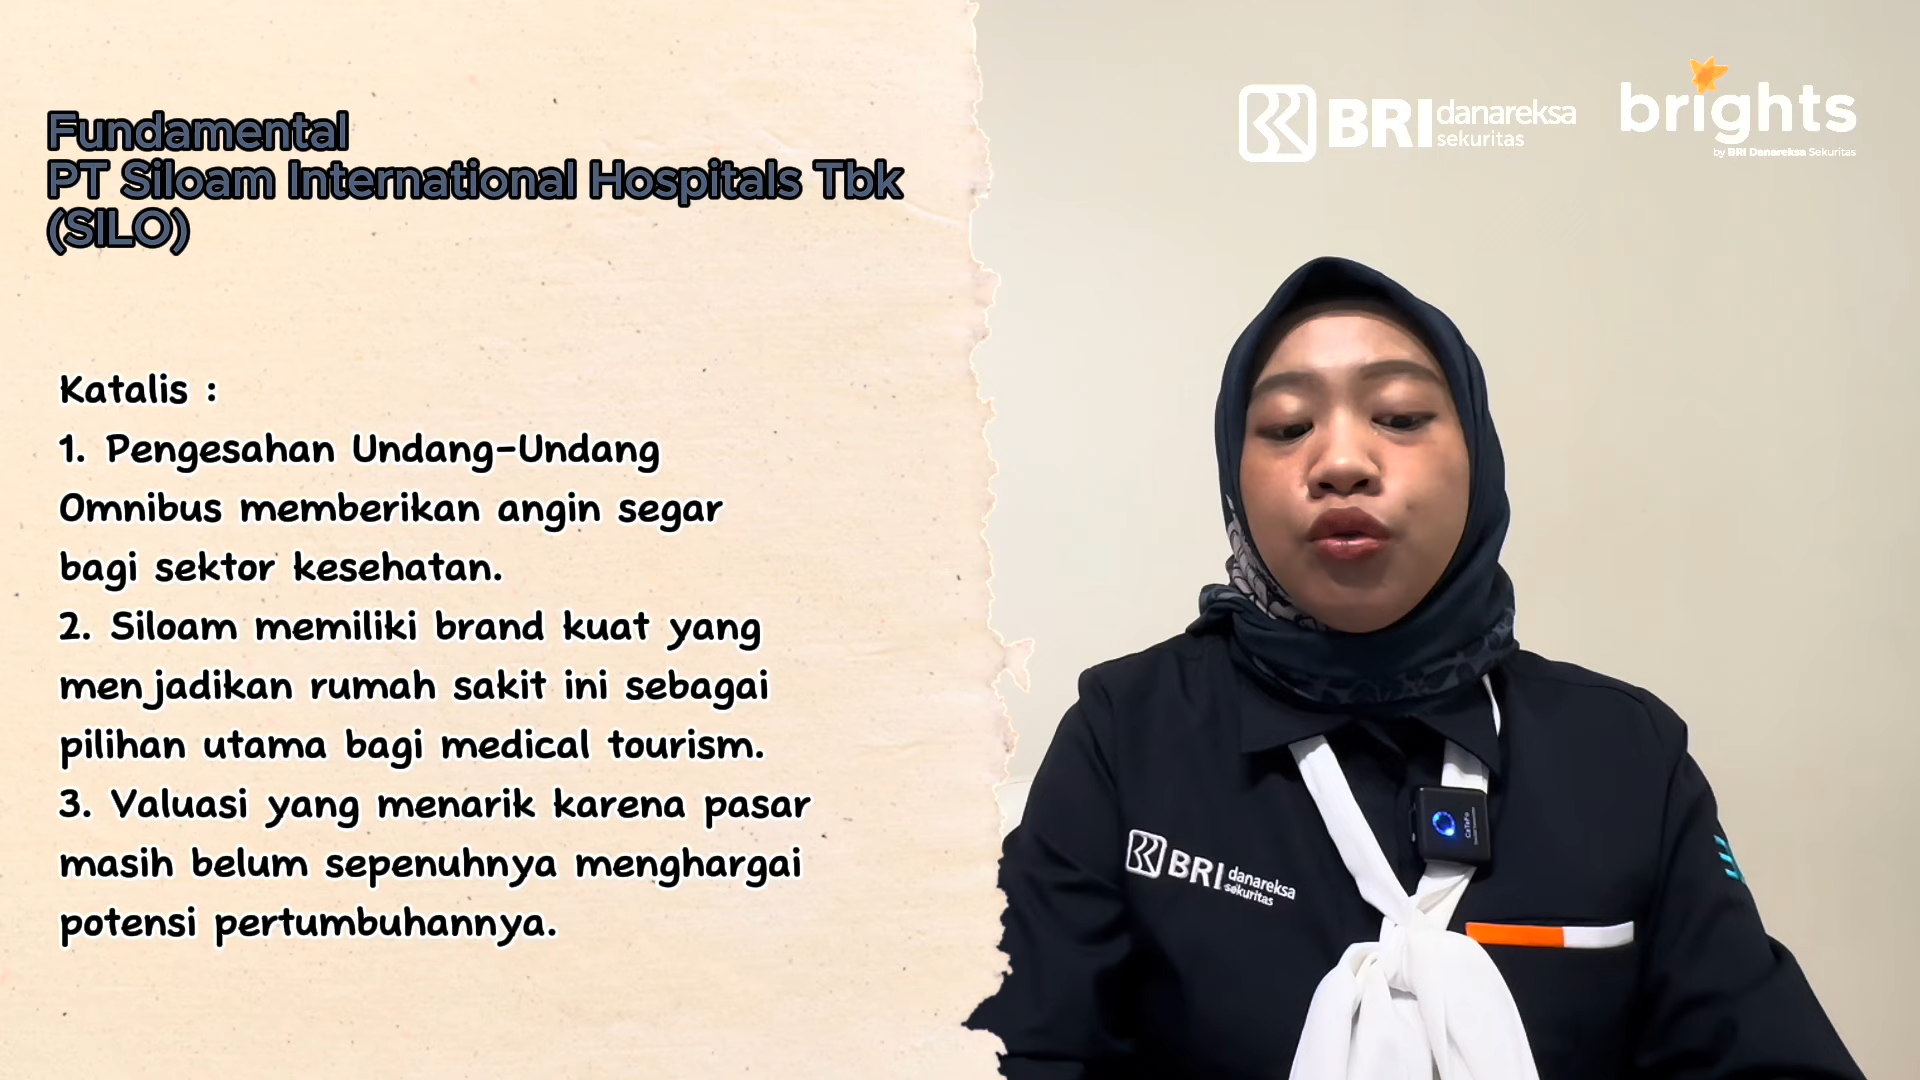 Fundamental
PT Siloam International Hospitals Tbk
(SILO)
Katalis :
1. Pengesahan Undang-Undang
Omnibus memberikan angin segar
bagi sektor kesehatan.
2. Siloam memiliki brand kuat yang
menjadikan rumah sakit ini sebagai
pilihan utama bagi medical tourism.
3. Valuasi yang menarik karena pasar
masih belum sepenuhnya menghargai
potensi pertumbuhannya.
BRI danareksa
sekuritas
brights
by BRI Danareksa Sekuritas
BRI danareksa
sekuritas